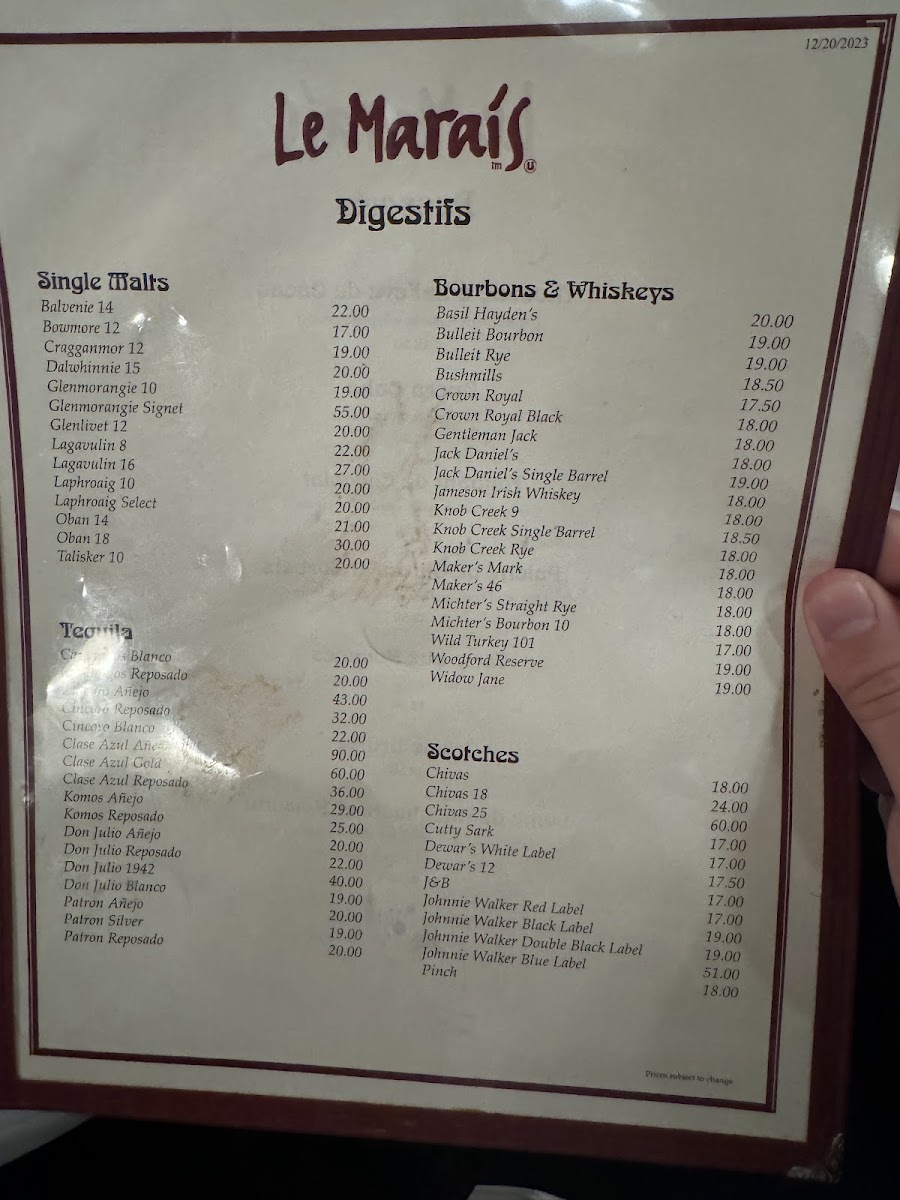 12/20/2023
Le Marais
TM U
Digestifs
Single Malts
Balvenie 14 22.00
Bowmore 12 17.00
Cragganmor 12 19.00
Dalwhinnie 15 20.00
Glenmorangie 10 19.00
Glenmorangie Signet 55.00
Glenlivet 12 20.00
Lagavulin 8 22.00
Lagavulin 16 27.00
Laphroaig 10 20.00
Laphroaig Select 20.00
Oban 14 21.00
Oban 18 30.00
Talisker 10 20.00
Tequila
Blanco 20.00
Reposado 20.00
Añejo 43.00
Cincoro Reposado 32.00
Cincoro Blanco 22.00
Clase Azul 90.00
Clase Azul Gold 60.00
Clase Azul Reposado 36.00
Komos Añejo 29.00
Komos Reposado 25.00
Don Julio Añejo 20.00
Don Julio Reposado 22.00
Don Julio 1942 40.00
Don Julio Blanco 19.00
Patron Añejo 20.00
Patron Silver 19.00
Patron Reposado 20.00
Bourbons & Whiskeys
Basil Hayden's 20.00
Bulleit Bourbon 19.00
Bulleit Rye 19.00
Bushmills 18.50
Crown Royal 17.50
Crown Royal Black 18.00
Gentleman Jack 18.00
Jack Daniel's 18.00
Jack Daniel's Single Barrel 19.00
Jameson Irish Whiskey 18.00
Knob Creek 9 18.00
Knob Creek Single Barrel 18.50
Knob Creek Rye 18.00
Maker's Mark 18.00
Maker's 46 18.00
Michter's Straight Rye 18.00
Michter's Bourbon 10 18.00
Wild Turkey 101 17.00
Woodford Reserve 19.00
Widow Jane 19.00
Scotches
Chivas 18.00
Chivas 18 24.00
Chivas 25 60.00
Cutty Sark 17.00
Dewar's White Label 17.00
Dewar's 12 17.50
J&B 17.00
Johnnie Walker Red Label 17.00
Johnnie Walker Black Label 19.00
Johnnie Walker Double Black Label 19.00
Johnnie Walker Blue Label 51.00
Pinch 18.00
Prices subject to change